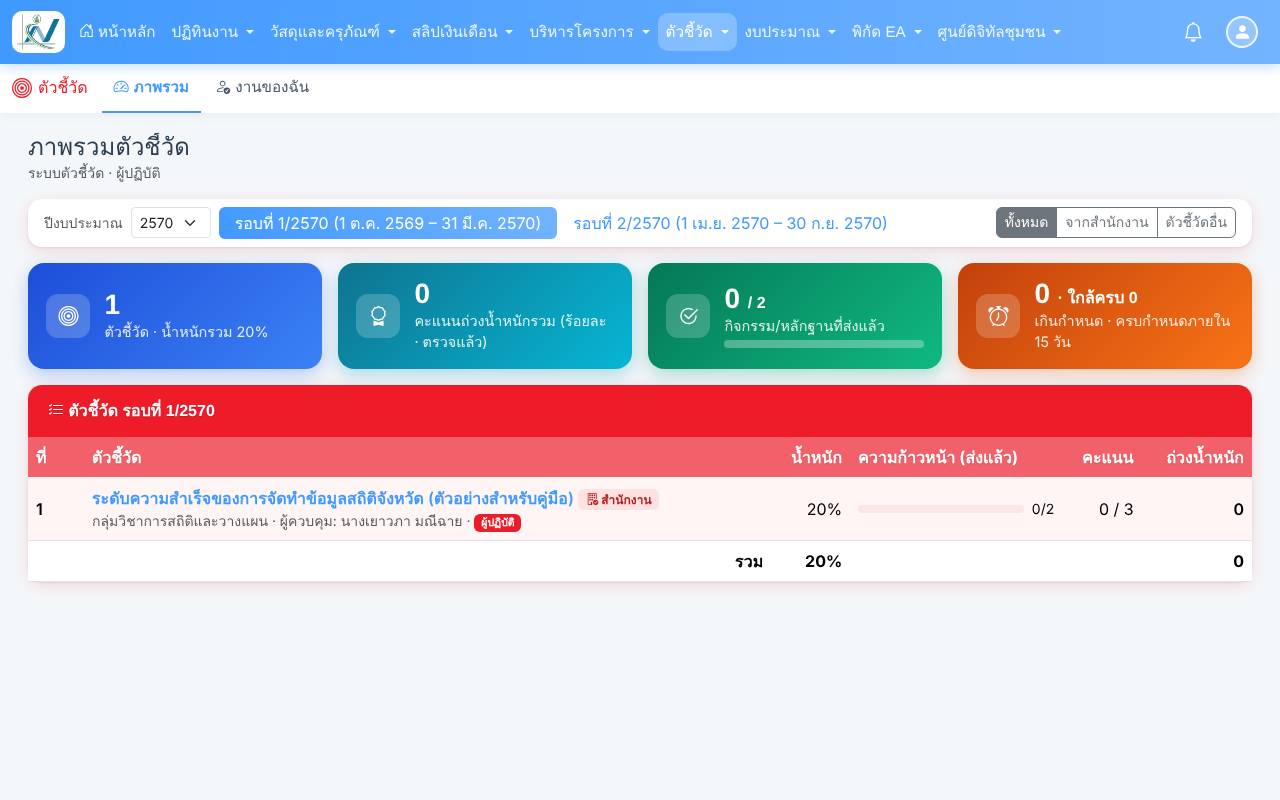 หน้าหลัก ปฏิทินงาน วัสดุและครุภัณฑ์ สลิปเงินเดือน บริหารโครงการ ตัวชี้วัด งบประมาณ พิกัด EA ศูนย์ดิจิทัลชุมชน
ตัวชี้วัด ภาพรวม งานของฉัน
ภาพรวมตัวชี้วัด
ระบบตัวชี้วัด · ผู้ปฏิบัติ
ปีงบประมาณ 2570 รอบที่ 1/2570 (1 ต.ค. 2569 – 31 มี.ค. 2570) รอบที่ 2/2570 (1 เม.ย. 2570 – 30 ก.ย. 2570) ทั้งหมด จากสำนักงาน ตัวชี้วัดอื่น
1
ตัวชี้วัด · น้ำหนักรวม 20%
0
คะแนนถ่วงน้ำหนักรวม (ร้อยละ
· ตรวจแล้ว)
0 / 2
กิจกรรม/หลักฐานที่ส่งแล้ว
0 · ใกล้ครบ 0
เกินกำหนด · ครบกำหนดภายใน
15 วัน
ตัวชี้วัด รอบที่ 1/2570
ที่ ตัวชี้วัด น้ำหนัก ความก้าวหน้า (ส่งแล้ว) คะแนน ถ่วงน้ำหนัก
1 ระดับความสำเร็จของการจัดทำข้อมูลสถิติจังหวัด (ตัวอย่างสำหรับคู่มือ) สำนักงาน 20% 0/2 0 / 3 0
กลุ่มวิชาการสถิติและวางแผน · ผู้ควบคุม: นางเยาวภา มณีฉาย · ผู้ปฏิบัติ
รวม 20% 0